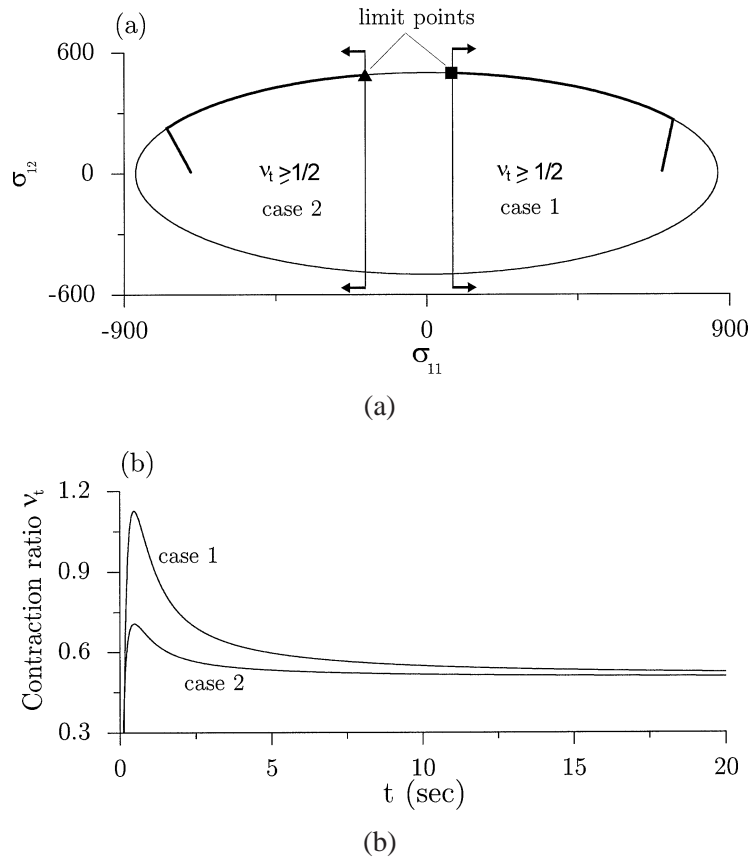 (a)
limit points
600
0
-600
σ₁₂
νₜ ⩾ 1/2
case 2
νₜ ⩾ 1/2
case 1
-900
0
900
σ₁₁
(a)
(b)
1.2
0.9
0.6
0.3
Contraction ratio νₜ
case 1
case 2
0
5
10
15
20
t (sec)
(b)